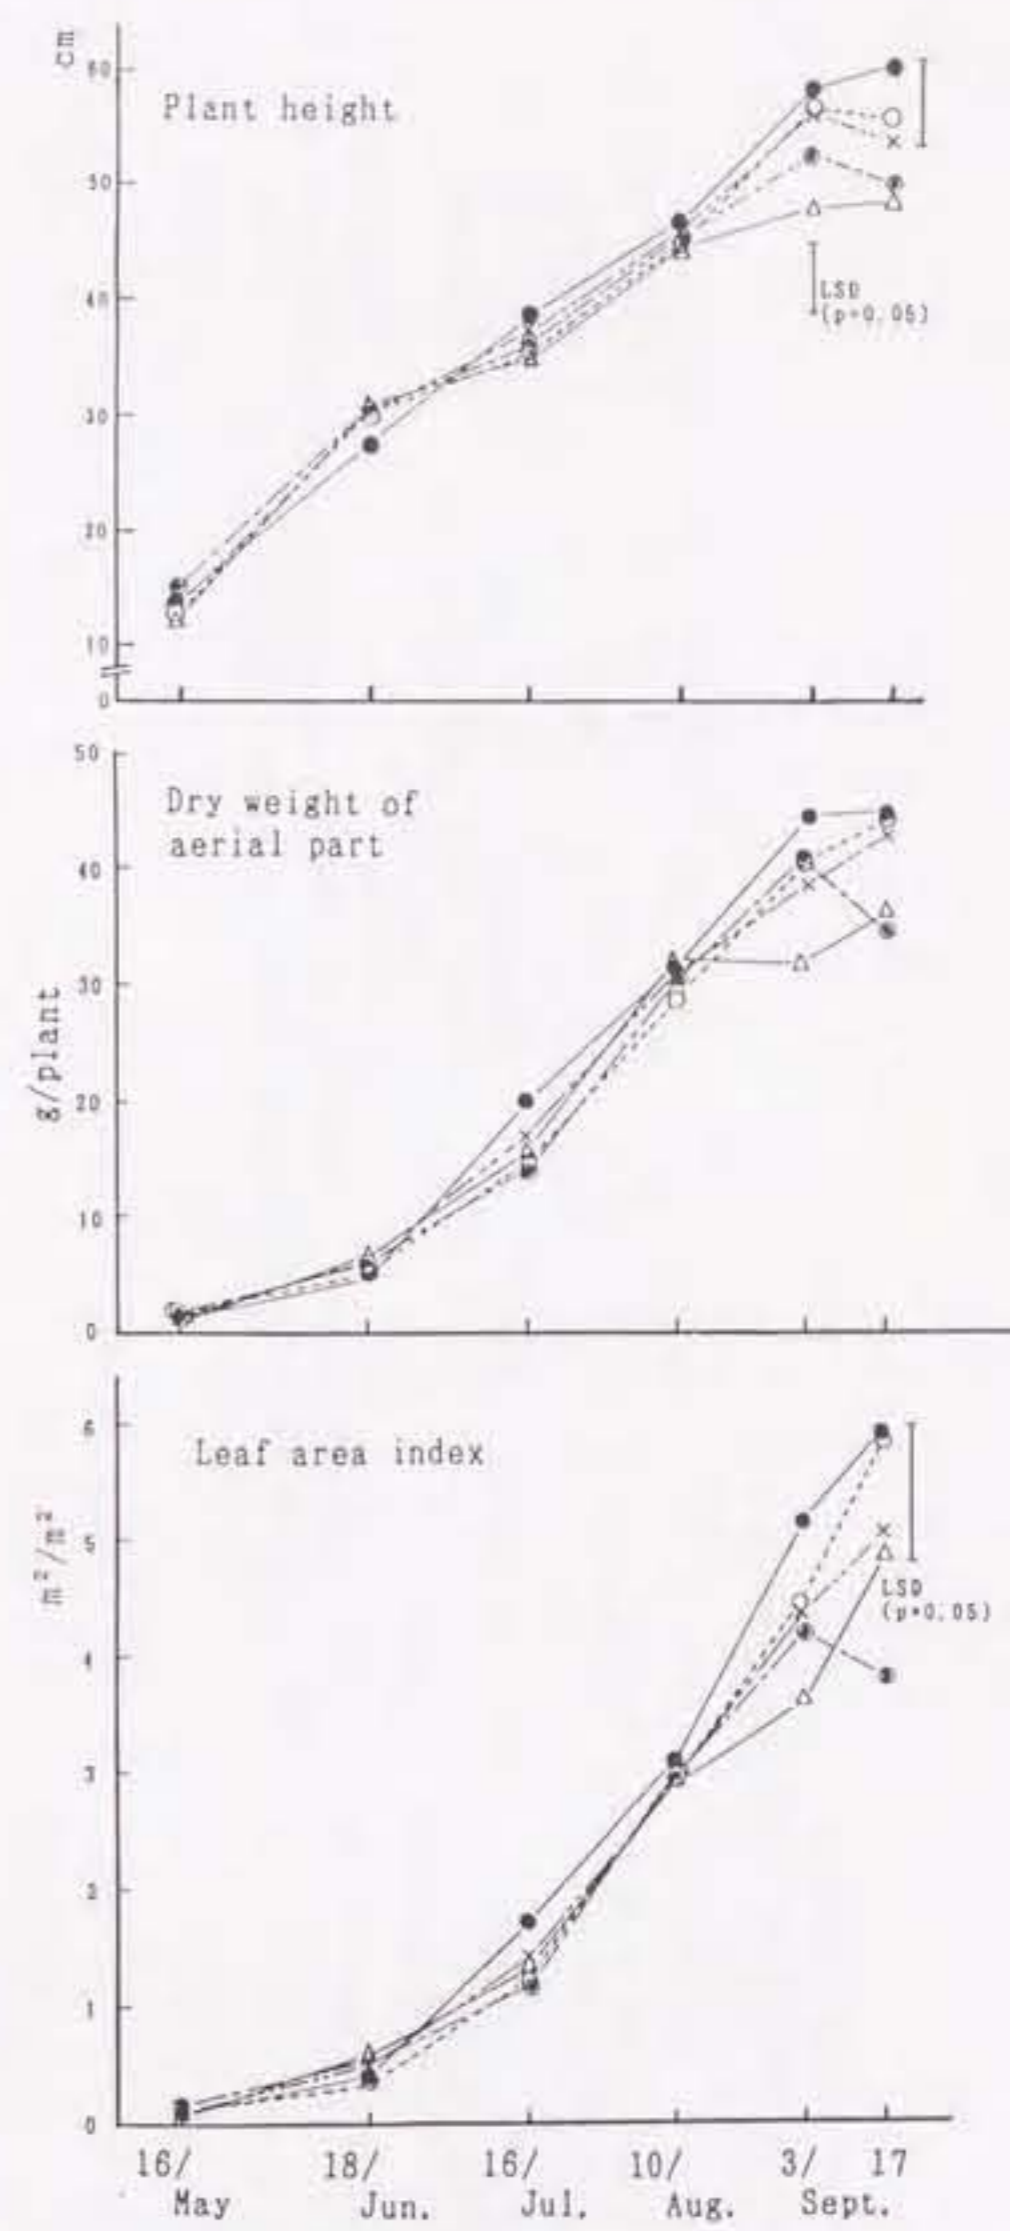 cm
60
Plant height
50
40
LSD
(p=0.05)
30
20
10
0
50
Dry weight of
aerial part
40
30
g/plant
20
10
0
6
Leaf area index
5
m²/m²
LSD
(p=0.05)
4
3
2
1
0
16/ 18/ 16/ 10/ 3/ 17
May Jun. Jul. Aug. Sept.